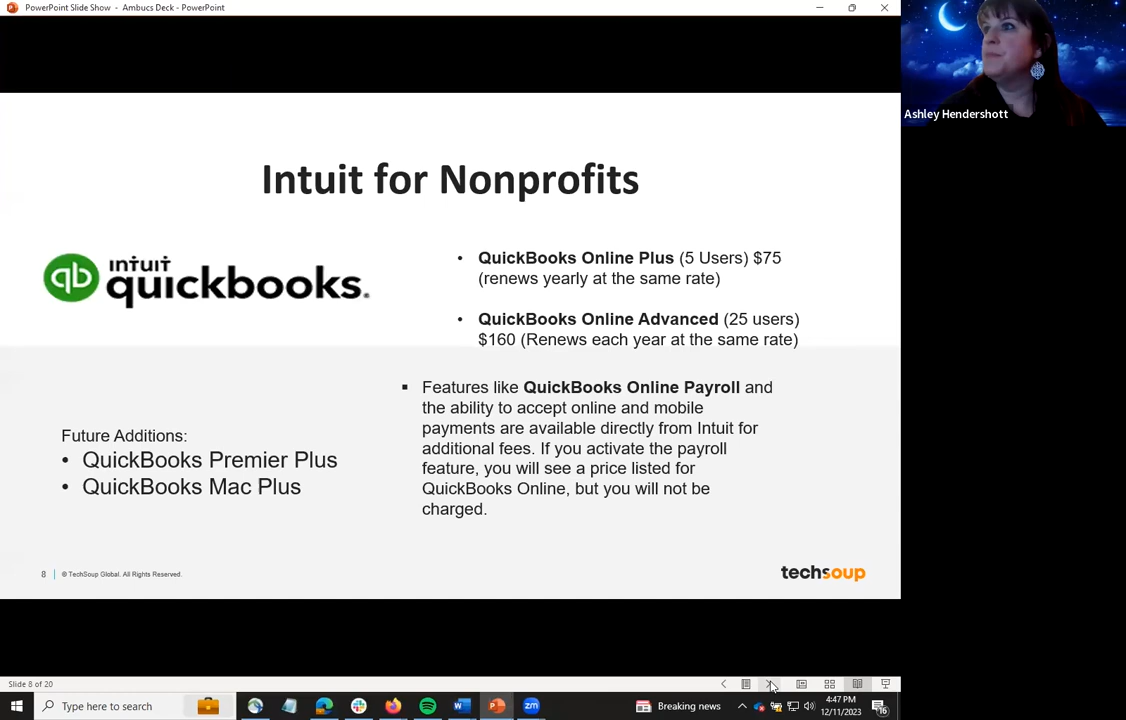 PowerPoint Slide Show - Ambucs Deck - PowerPoint
Ashley Hendershott
Intuit for Nonprofits
qb intuit
quickbooks.
• QuickBooks Online Plus (5 Users) $75
(renews yearly at the same rate)
• QuickBooks Online Advanced (25 users)
$160 (Renews each year at the same rate)
▪ Features like QuickBooks Online Payroll and
the ability to accept online and mobile
payments are available directly from Intuit for
additional fees. If you activate the payroll
feature, you will see a price listed for
QuickBooks Online, but you will not be
charged.
Future Additions:
• QuickBooks Premier Plus
• QuickBooks Mac Plus
8 | © TechSoup Global. All Rights Reserved.
techsoup
Slide 8 of 20
Type here to search
Breaking news
4:47 PM
12/11/2023
16